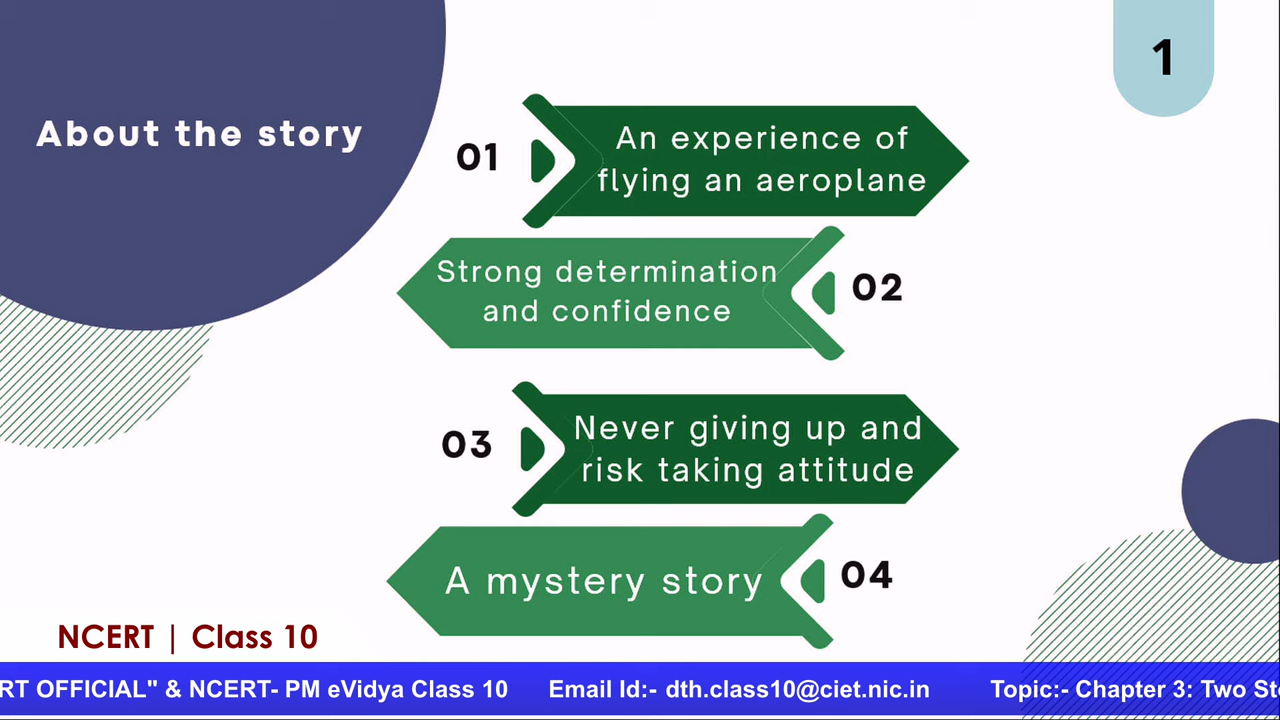 1
About the story
01
An experience of
flying an aeroplane
Strong determination
and confidence
02
03
Never giving up and
risk taking attitude
A mystery story
04
NCERT | Class 10
RT OFFICIAL" & NCERT- PM eVidya Class 10 Email Id:- dth.class10@ciet.nic.in Topic:- Chapter 3: Two